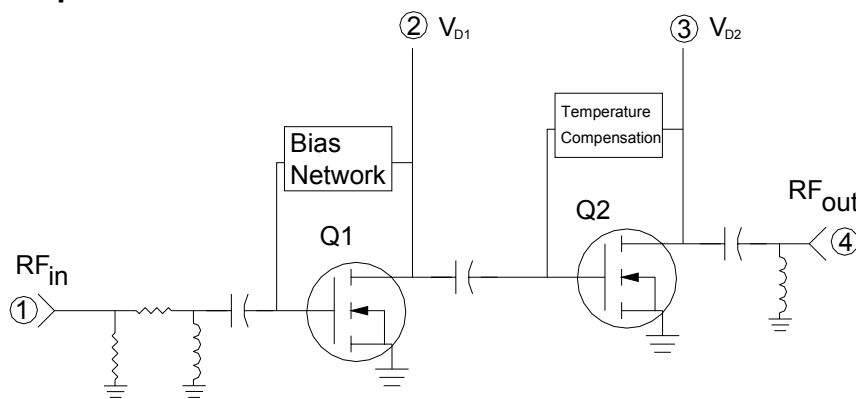 ② V_D1
③ V_D2
Temperature
Compensation
Bias
Network
RF_out
Q2
④
Q1
RF_in
①